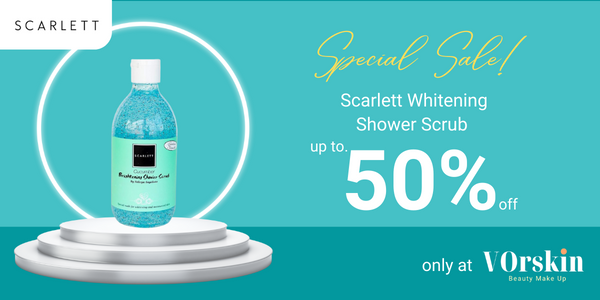 SCARLETT
Special Sale!
Scarlett Whitening
Shower Scrub
up to.
50%
off
SCARLETT
Cucumber
Brightening Shower Scrub
only at
VOrskin
Beauty Make Up